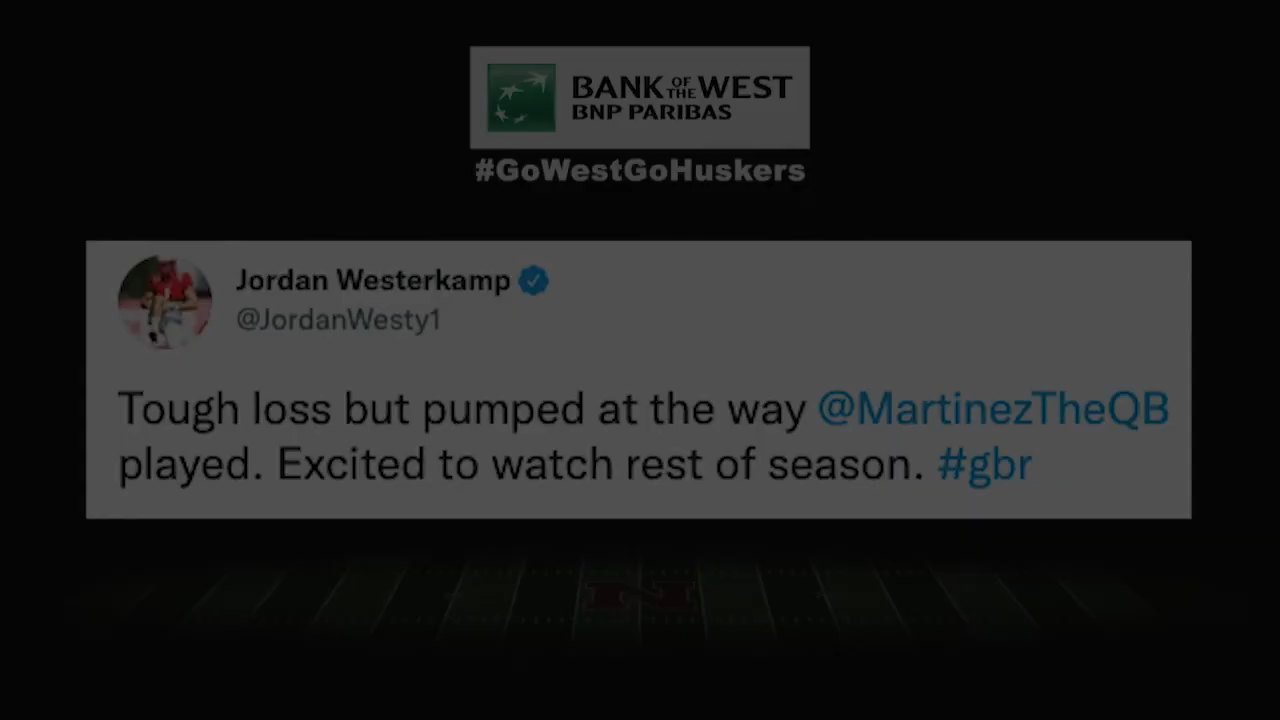 BANK OF THE WEST
BNP PARIBAS
#GoWestGoHuskers
Jordan Westerkamp
@JordanWesty1
Tough loss but pumped at the way @MartinezTheQB
played. Excited to watch rest of season. #gbr
N